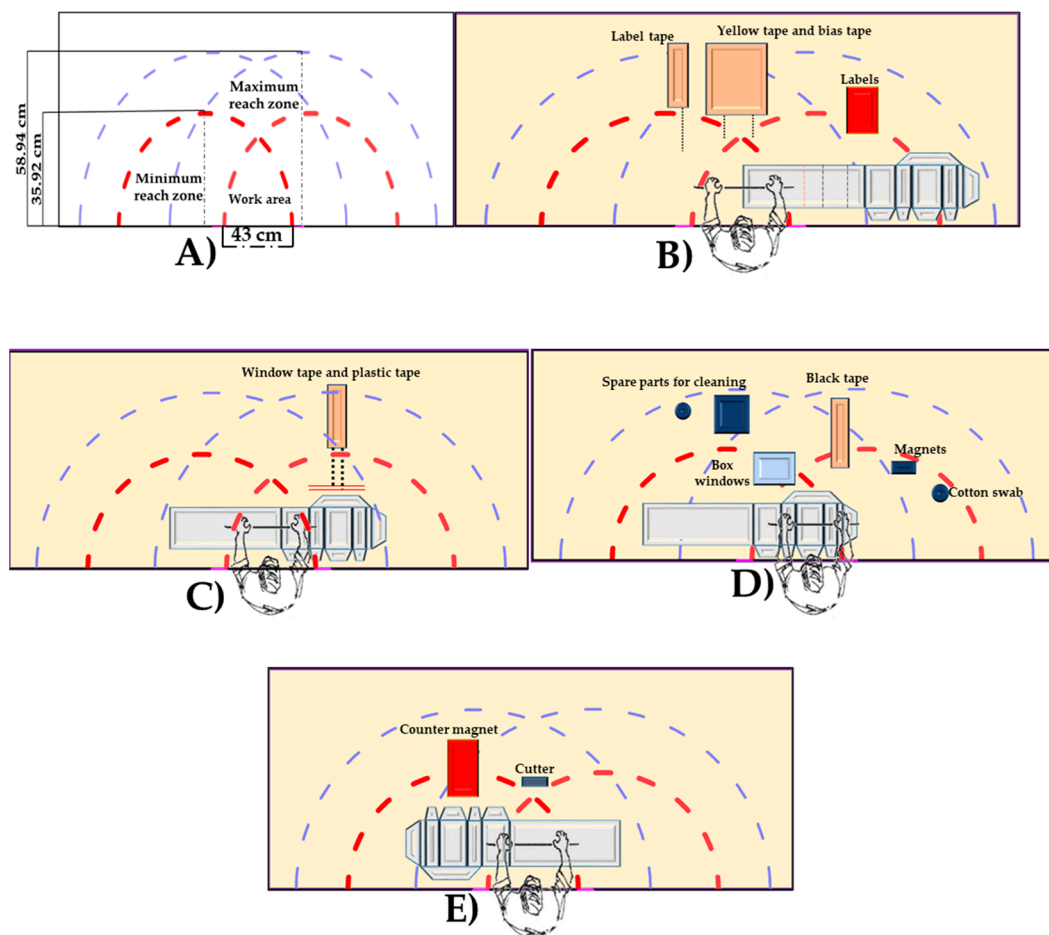 Maximum
reach zone
58.94 cm
35.92 cm
Minimum
reach zone
Work area
43 cm
A)
Label tape
Yellow tape and bias tape
Labels
B)
Window tape and plastic tape
C)
Spare parts for cleaning
Black tape
Box
windows
Magnets
Cotton swab
D)
Counter magnet
Cutter
E)